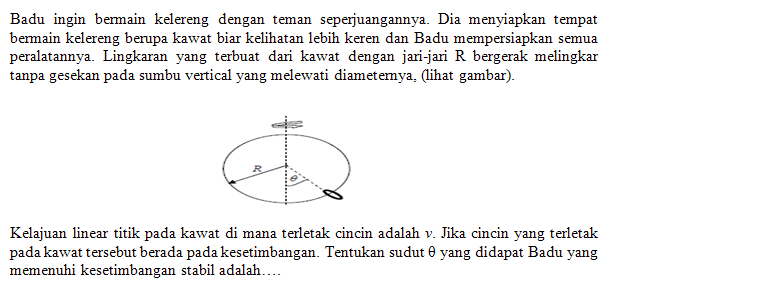 Badu ingin bermain kelereng dengan teman seperjuangannya. Dia menyiapkan tempat
bermain kelereng berupa kawat biar kelihatan lebih keren dan Badu mempersiapkan semua
peralatannya. Lingkaran yang terbuat dari kawat dengan jari-jari R bergerak melingkar
tanpa gesekan pada sumbu vertical yang melewati diameternya, (lihat gambar).
R
θ
Kelajuan linear titik pada kawat di mana terletak cincin adalah v. Jika cincin yang terletak
pada kawat tersebut berada pada kesetimbangan. Tentukan sudut θ yang didapat Badu yang
memenuhi kesetimbangan stabil adalah….